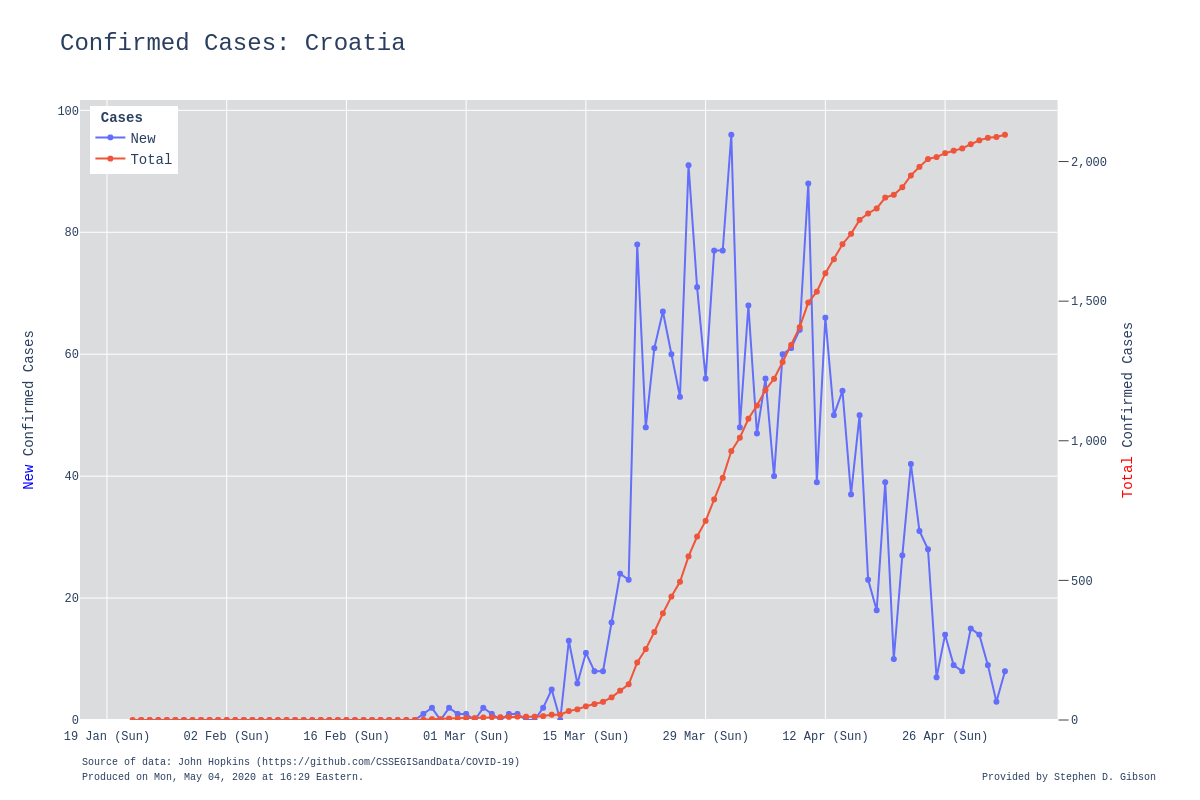 Confirmed Cases: Croatia
Cases
New
Total
100
80
60
40
20
0
New Confirmed Cases
2,000
1,500
1,000
500
0
Total Confirmed Cases
19 Jan (Sun) 02 Feb (Sun) 16 Feb (Sun) 01 Mar (Sun) 15 Mar (Sun) 29 Mar (Sun) 12 Apr (Sun) 26 Apr (Sun)
Source of data: John Hopkins (https://github.com/CSSEGISandData/COVID-19)
Produced on Mon, May 04, 2020 at 16:29 Eastern.
Provided by Stephen D. Gibson